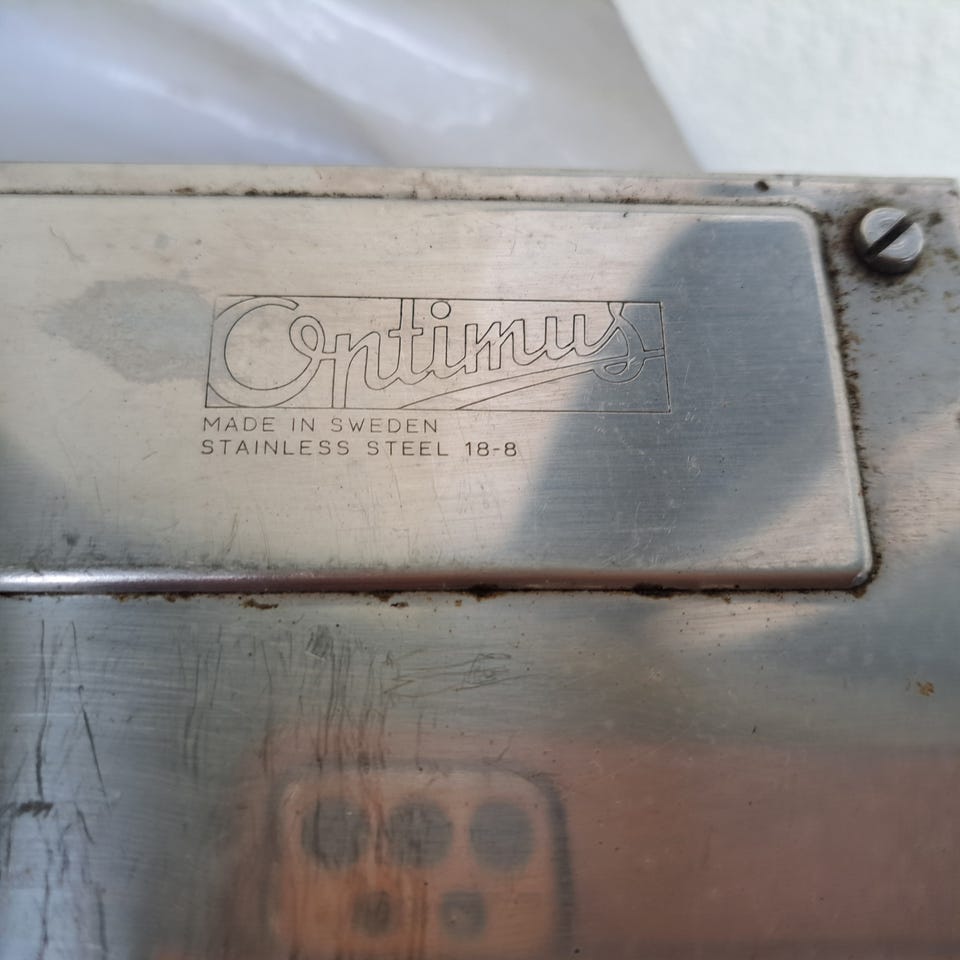 Optimus
MADE IN SWEDEN
STAINLESS STEEL 18-8